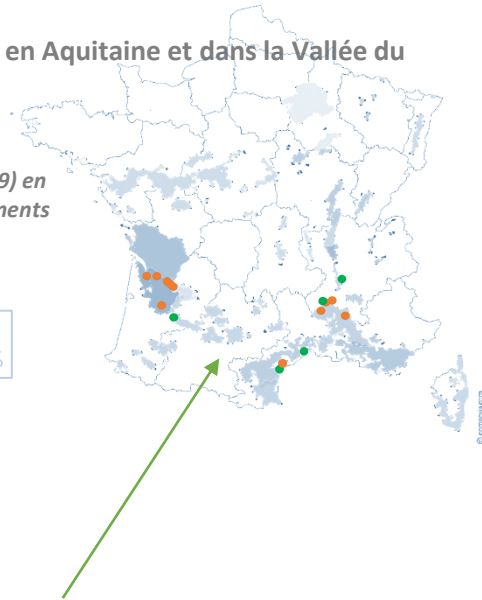 en Aquitaine et dans la Vallée du
9) en
ments